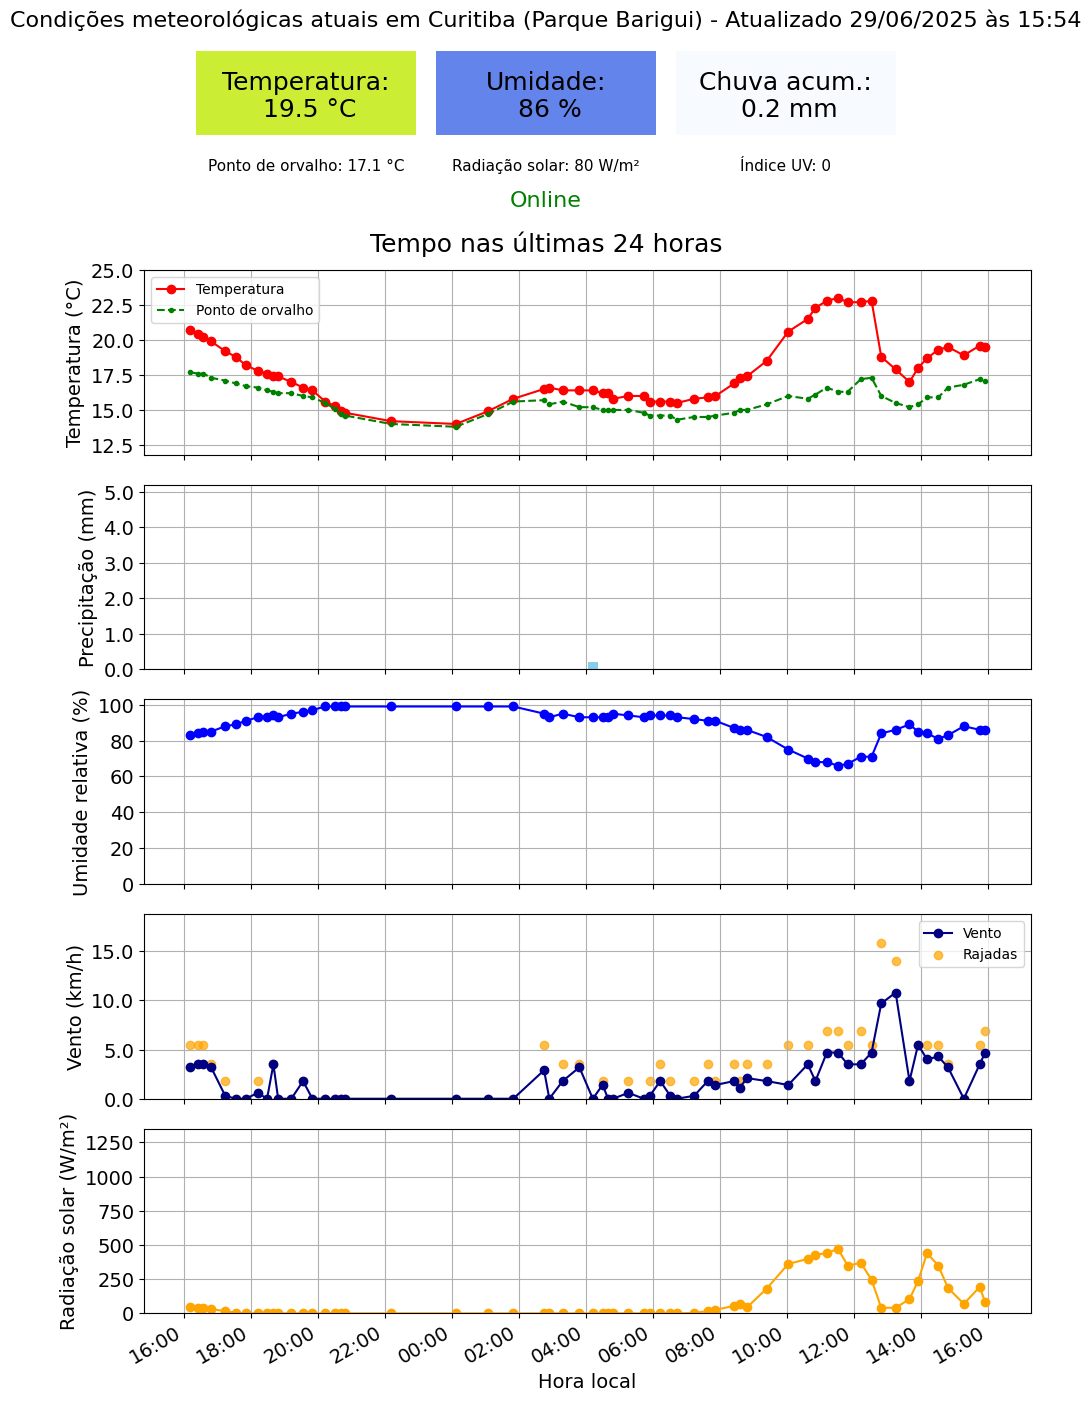 Condições meteorológicas atuais em Curitiba (Parque Barigui) - Atualizado 29/06/2025 às 15:54
Temperatura:
19.5 °C
Umidade:
86 %
Chuva acum.:
0.2 mm
Ponto de orvalho: 17.1 °C
Radiação solar: 80 W/m²
Índice UV: 0
Online
Tempo nas últimas 24 horas
Temperatura (°C)
25.0
22.5
20.0
17.5
15.0
12.5
Temperatura
Ponto de orvalho
Precipitação (mm)
5.0
4.0
3.0
2.0
1.0
0.0
Umidade relativa (%)
100
80
60
40
20
0
Vento (km/h)
15.0
10.0
5.0
0.0
Vento
Rajadas
Radiação solar (W/m²)
1250
1000
750
500
250
0
16:00
18:00
20:00
22:00
00:00
02:00
04:00
06:00
08:00
10:00
12:00
14:00
16:00
Hora local